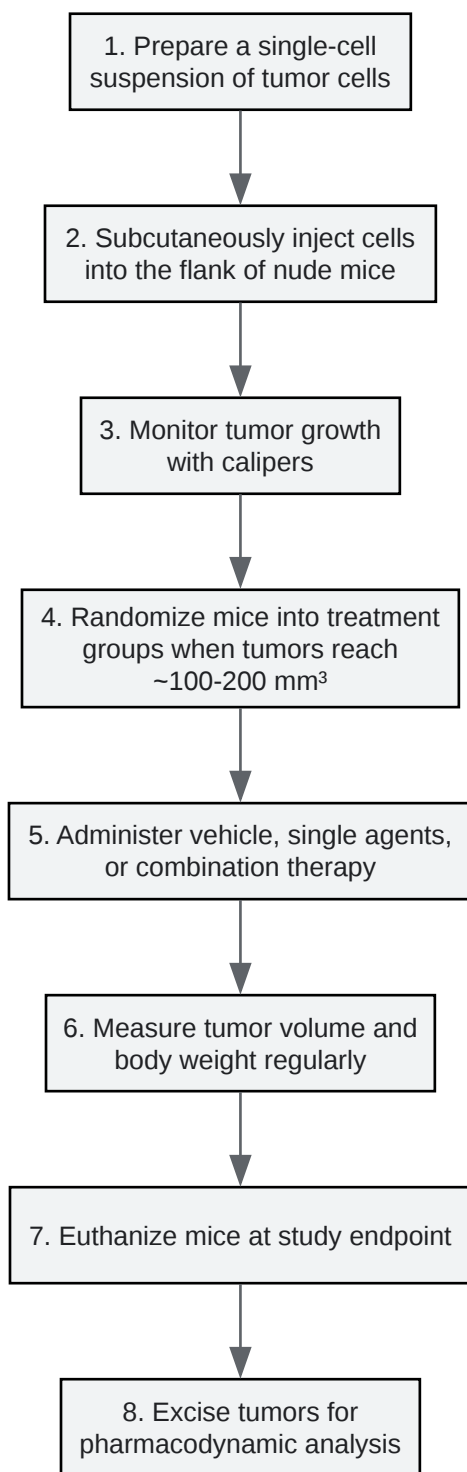 1. Prepare a single-cell
suspension of tumor cells
2. Subcutaneously inject cells
into the flank of nude mice
3. Monitor tumor growth
with calipers
4. Randomize mice into treatment
groups when tumors reach
~100-200 mm³
5. Administer vehicle, single agents,
or combination therapy
6. Measure tumor volume and
body weight regularly
7. Euthanize mice at study endpoint
8. Excise tumors for
pharmacodynamic analysis